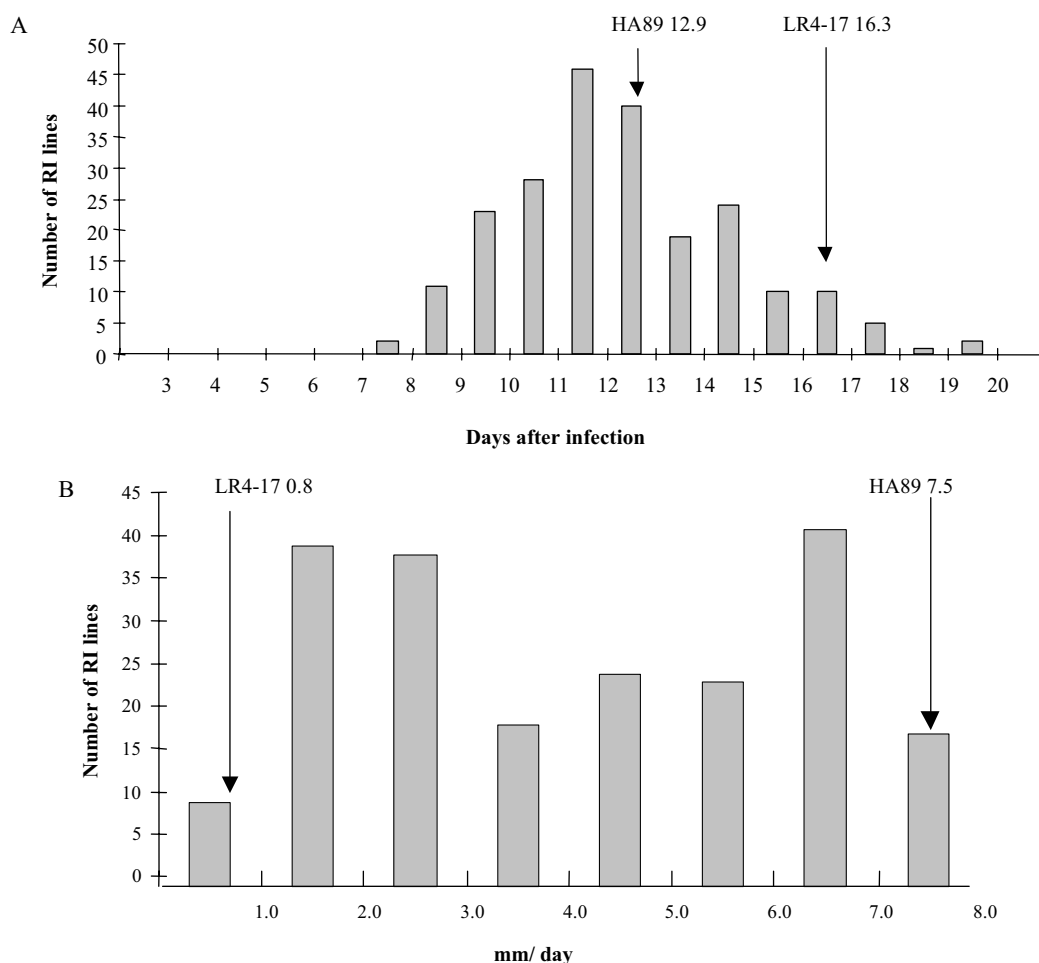 A
HA89 12.9 LR4-17 16.3
50
45
40
35
30
25
20
15
10
5
0
Number of RI lines
3 4 5 6 7 8 9 10 11 12 13 14 15 16 17 18 19 20
Days after infection
B
LR4-17 0.8 HA89 7.5
45
40
35
30
25
20
15
10
5
0
Number of RI lines
1.0 2.0 3.0 4.0 5.0 6.0 7.0 8.0
mm/ day